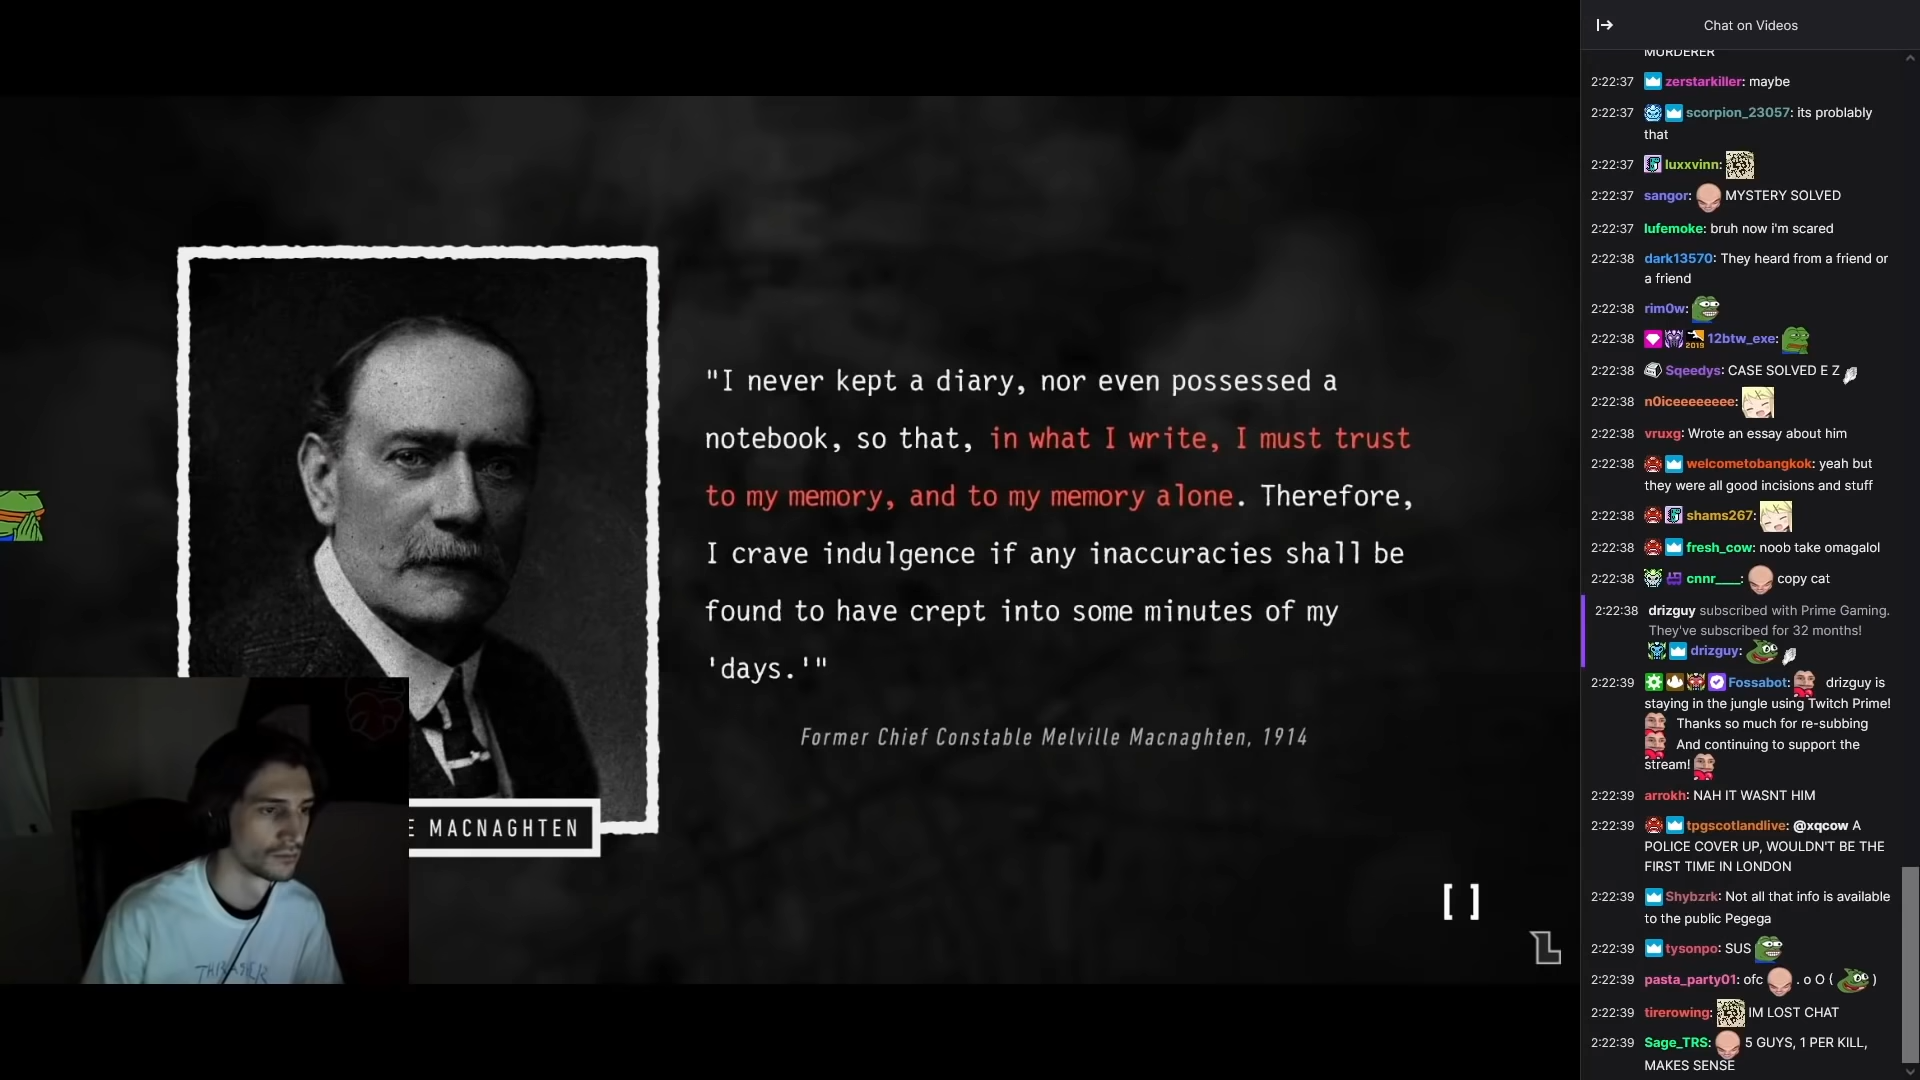 "I never kept a diary, nor even possessed a
notebook, so that, in what I write, I must trust
to my memory, and to my memory alone. Therefore,
I crave indulgence if any inaccuracies shall be
found to have crept into some minutes of my
'days.'"
Former Chief Constable Melville Macnaghten, 1914
E MACNAGHTEN
[ ]
THRASHER
Chat on Videos
MURDERER
2:22:37 zerstarkiller: maybe
2:22:37 scorpion_23057: its problably
that
2:22:37 luxxvinn:
2:22:37 sangor: MYSTERY SOLVED
2:22:37 lufemoke: bruh now i'm scared
2:22:38 dark13570: They heard from a friend or
a friend
2:22:38 rim0w:
2:22:38 2019 12btw_exe:
2:22:38 Sqeedys: CASE SOLVED E Z
2:22:38 n0iceeeeeeee:
2:22:38 vruxg: Wrote an essay about him
2:22:38 welcometobangkok: yeah but
they were all good incisions and stuff
2:22:38 shams267:
2:22:38 fresh_cow: noob take omagalol
2:22:38 cnnr____: copy cat
2:22:38 drizguy subscribed with Prime Gaming.
They've subscribed for 32 months!
drizguy:
2:22:39 Fossabot: drizguy is
staying in the jungle using Twitch Prime!
Thanks so much for re-subbing
And continuing to support the
stream!
2:22:39 arrokh: NAH IT WASNT HIM
2:22:39 tpgscotlandlive: @xqcow A
POLICE COVER UP, WOULDN'T BE THE
FIRST TIME IN LONDON
2:22:39 Shybzrk: Not all that info is available
to the public Pegega
2:22:39 tysonpo: SUS
2:22:39 pasta_party01: ofc . o O ( )
2:22:39 tirerowing: IM LOST CHAT
2:22:39 Sage_TRS: 5 GUYS, 1 PER KILL,
MAKES SENSE